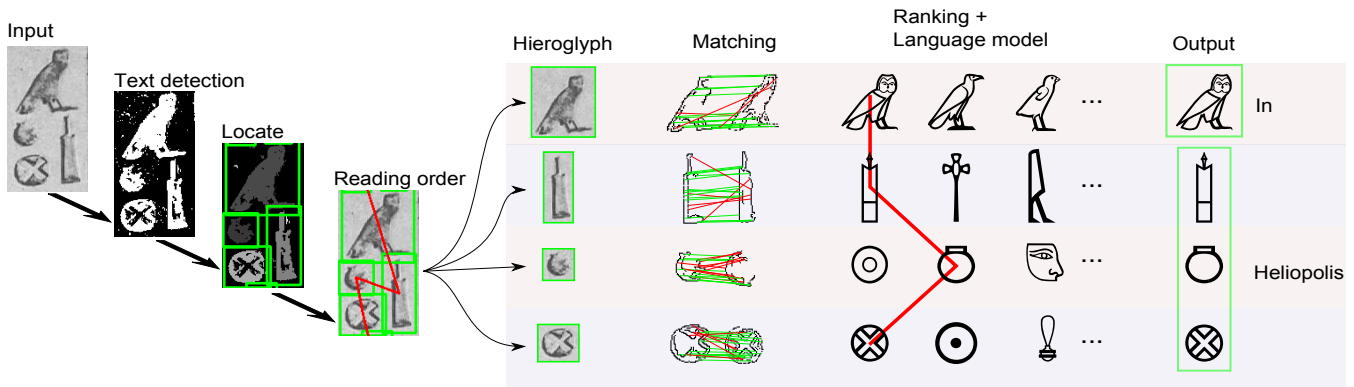 Input
Text detection
Locate
Reading order
Hieroglyph
Matching
Ranking +
Language model
Output
...
In
...
...
Heliopolis
...